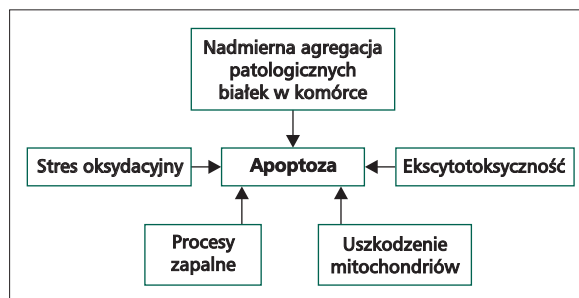 Nadmierna agregacja
patologicznych
białek w komórce
Stres oksydacyjny
Apoptoza
Ekscytotoksyczność
Procesy
zapalne
Uszkodzenie
mitochondriów